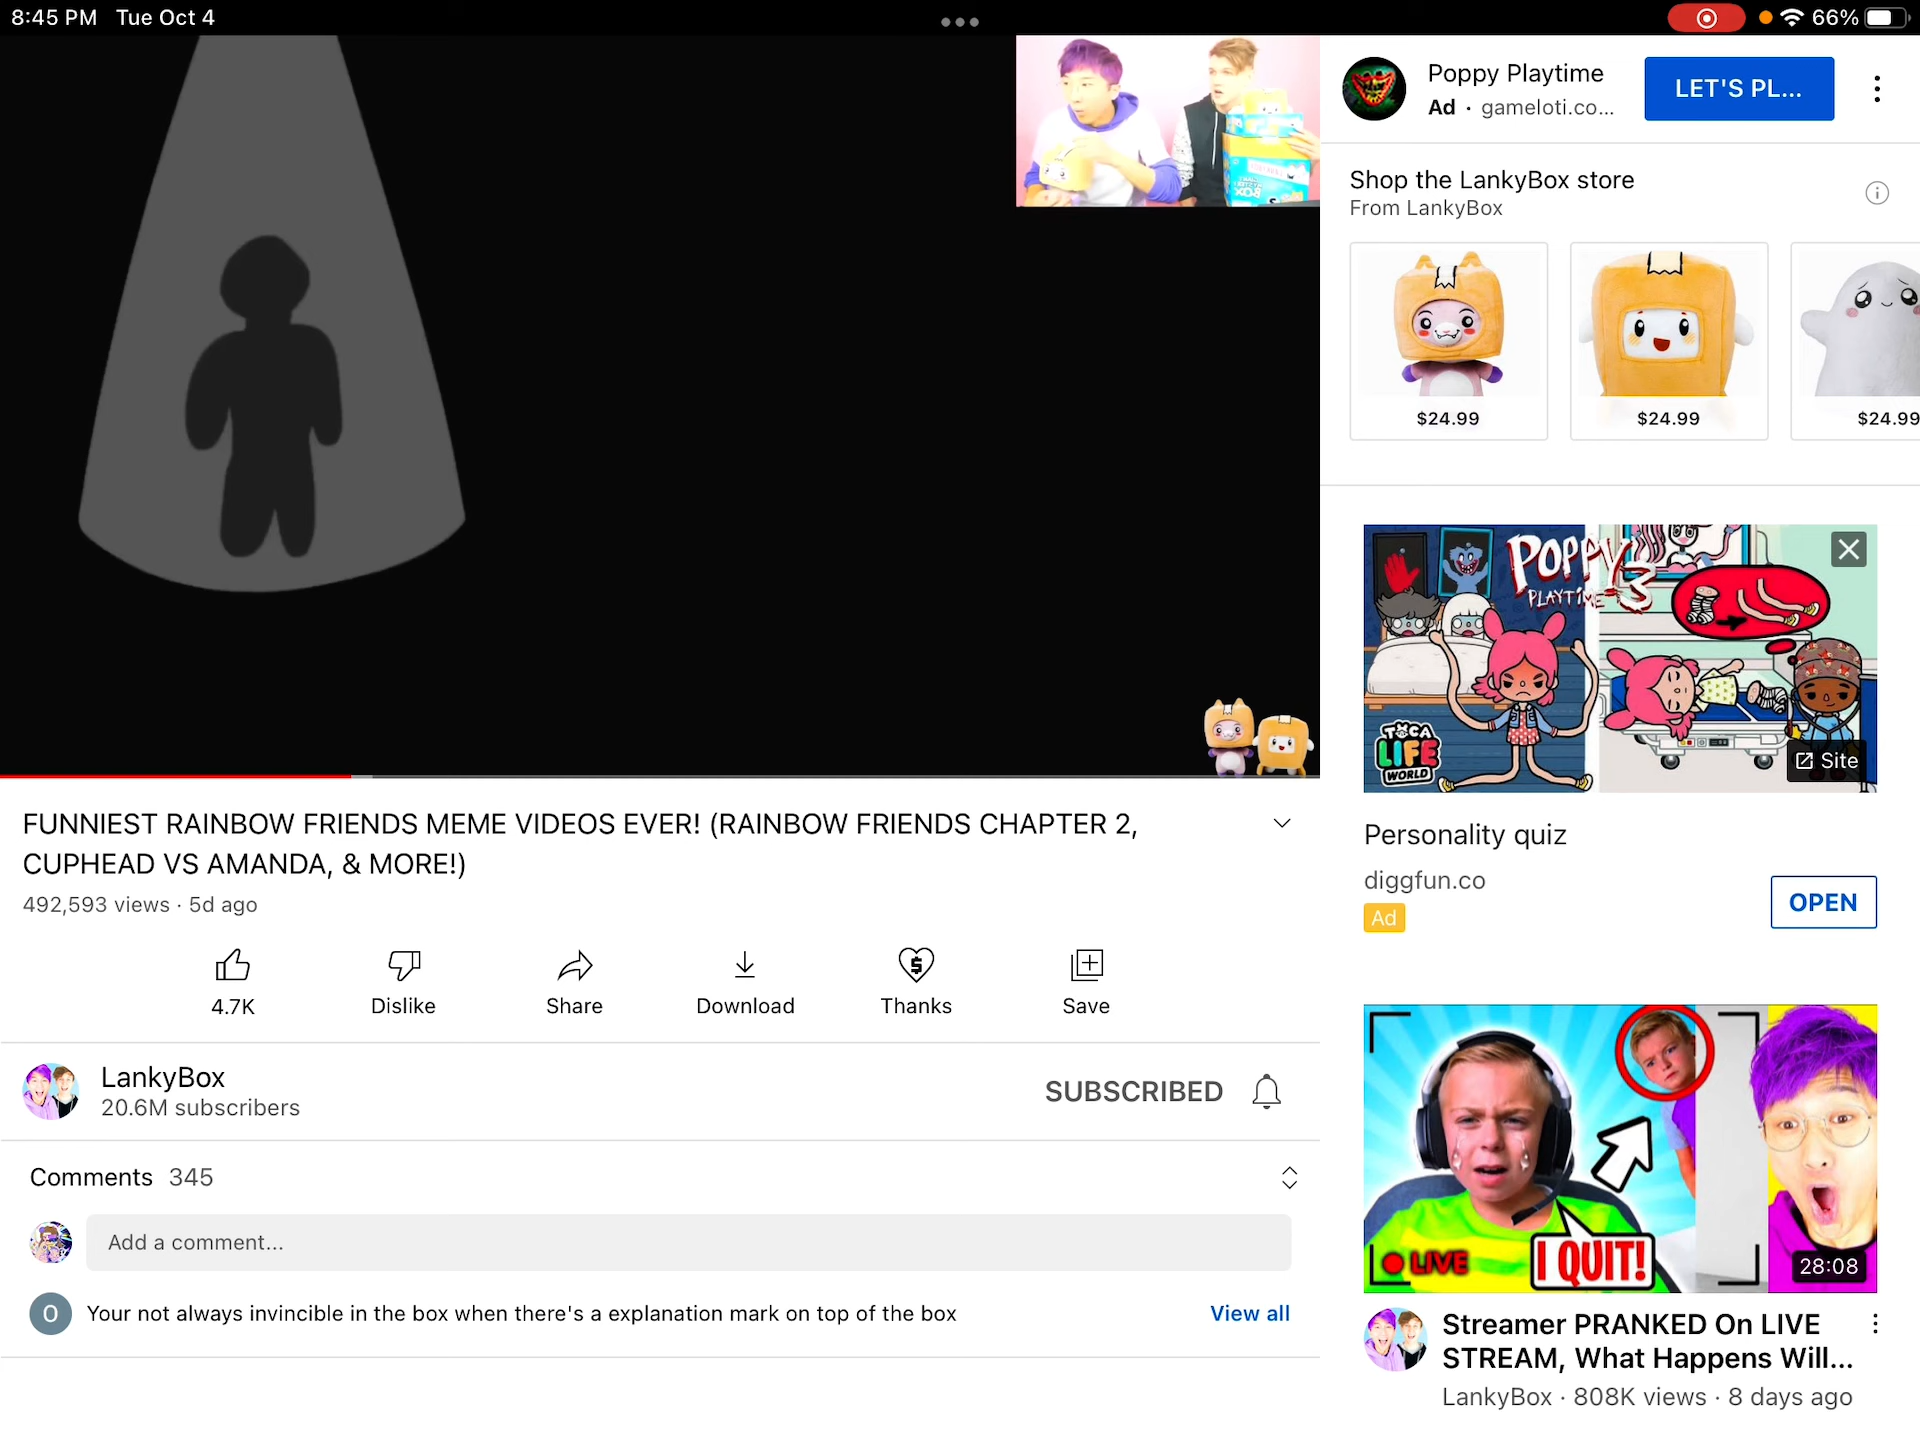 8:45 PM Tue Oct 4
66%
Poppy Playtime
Ad · gameloti.co...
LET'S PL...
Shop the LankyBox store
From LankyBox
$24.99
$24.99
$24.99
POPPY
PLAYTIME 3
TOCA
LIFE
WORLD
Site
FUNNIEST RAINBOW FRIENDS MEME VIDEOS EVER! (RAINBOW FRIENDS CHAPTER 2,
CUPHEAD VS AMANDA, & MORE!)
492,593 views · 5d ago
4.7K
Dislike
Share
Download
Thanks
Save
LankyBox
20.6M subscribers
SUBSCRIBED
Comments 345
Add a comment...
O
Your not always invincible in the box when there's a explanation mark on top of the box
View all
Personality quiz
diggfun.co
Ad
OPEN
LIVE
I QUIT!
28:08
Streamer PRANKED On LIVE
STREAM, What Happens Will...
LankyBox · 808K views · 8 days ago